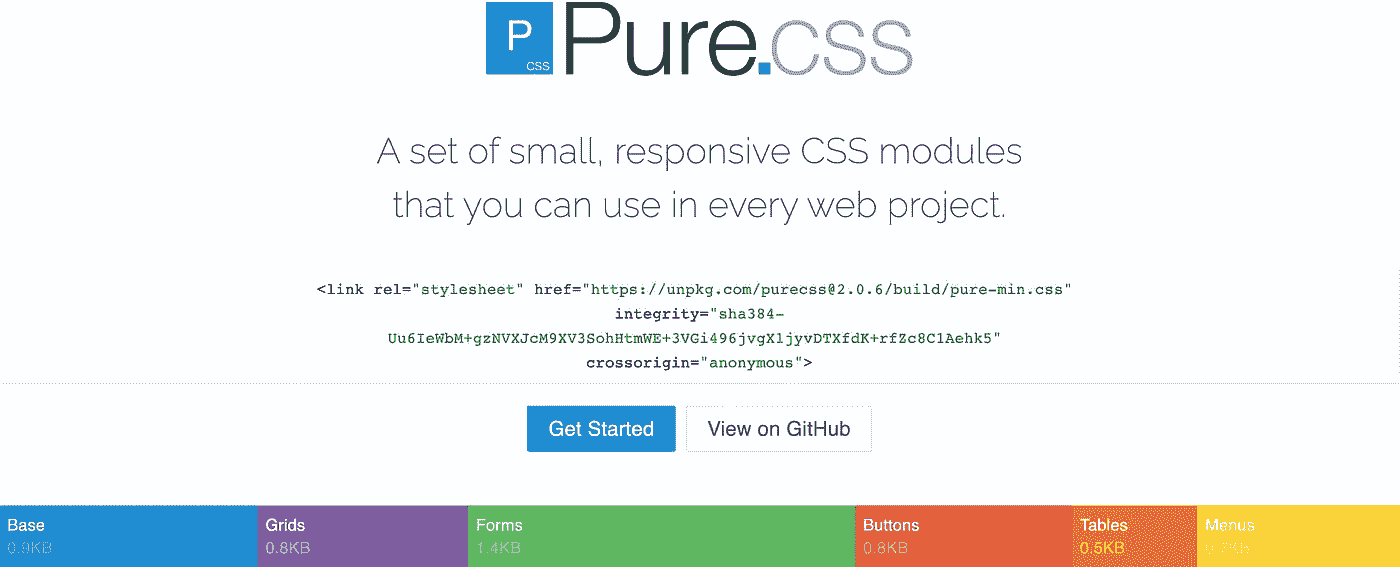 P
CSS
Pure.css
A set of small, responsive CSS modules
that you can use in every web project.
<link rel="stylesheet" href="https://unpkg.com/purecss@2.0.6/build/pure-min.css"
integrity="sha384-
Uu6IeWbM+gzNVXJcM9XV3SohHtmWE+3VGi496jvgX1jyvDTXfdK+rfZc8C1Aehk5"
crossorigin="anonymous">
Get Started
View on GitHub
Base
0.9KB
Grids
0.8KB
Forms
1.4KB
Buttons
0.8KB
Tables
0.5KB
Menus